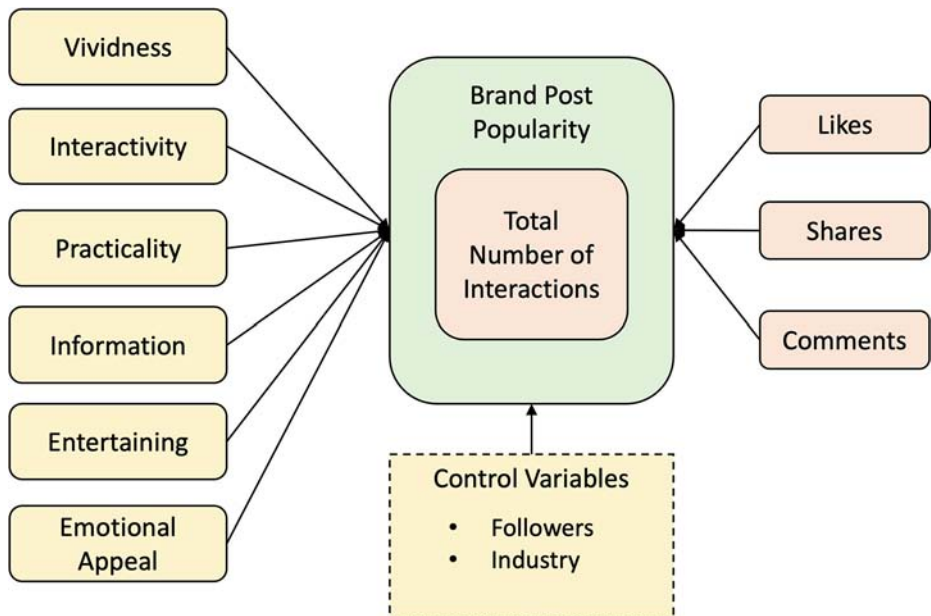 Vividness
Interactivity
Practicality
Information
Entertaining
Emotional
Appeal
Brand Post
Popularity
Total
Number of
Interactions
Control Variables
• Followers
• Industry
Likes
Shares
Comments